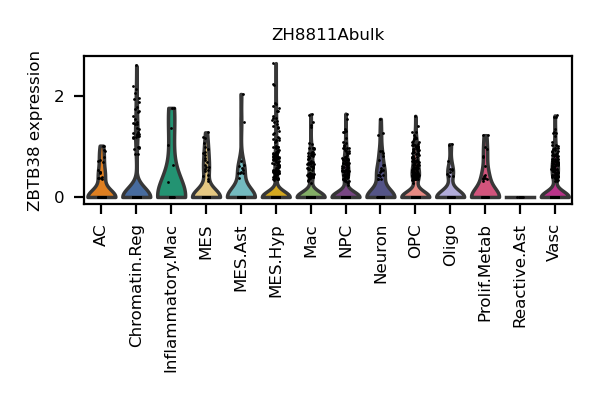 ZH8811Abulk
ZBTB38 expression
2
0
AC
Chromatin.Reg
Inflammatory.Mac
MES
MES.Ast
MES.Hyp
Mac
NPC
Neuron
OPC
Oligo
Prolif.Metab
Reactive.Ast
Vasc